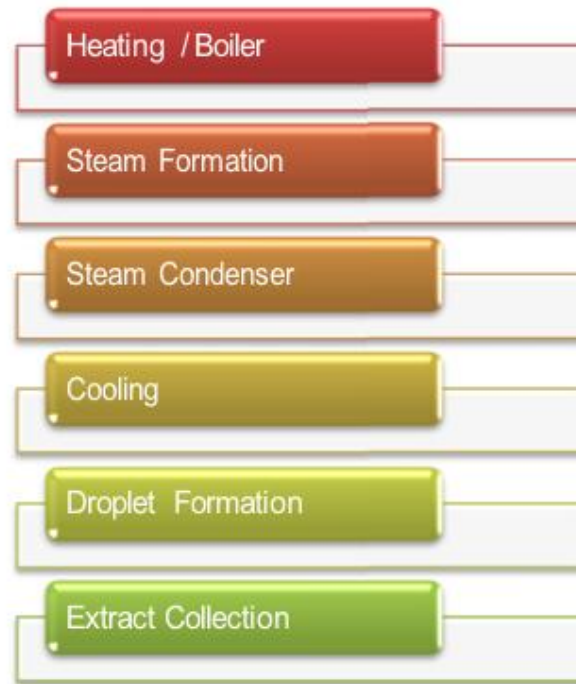 Heating / Boiler
Steam Formation
Steam Condenser
Cooling
Droplet Formation
Extract Collection